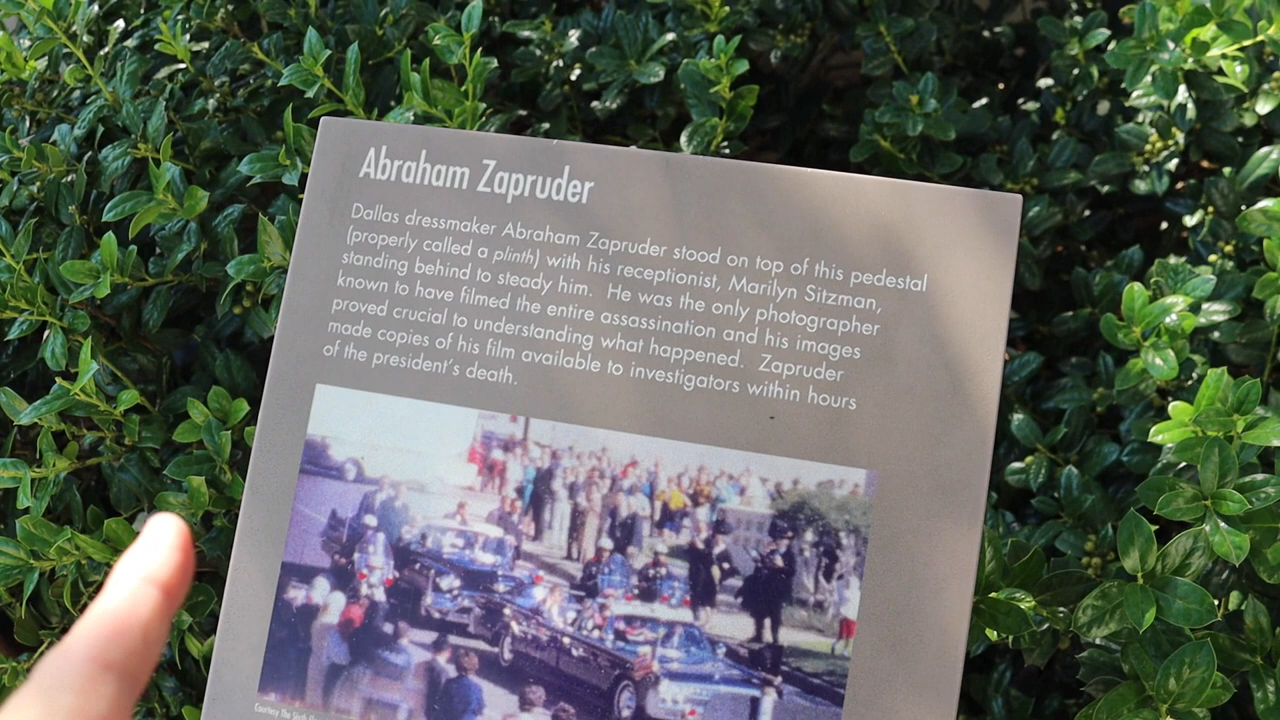 Abraham Zapruder
Dallas dressmaker Abraham Zapruder stood on top of this pedestal
(properly called a plinth) with his receptionist, Marilyn Sitzman,
standing behind to steady him. He was the only photographer
known to have filmed the entire assassination and his images
proved crucial to understanding what happened. Zapruder
made copies of his film available to investigators within hours
of the president's death.
Courtesy The Sixth